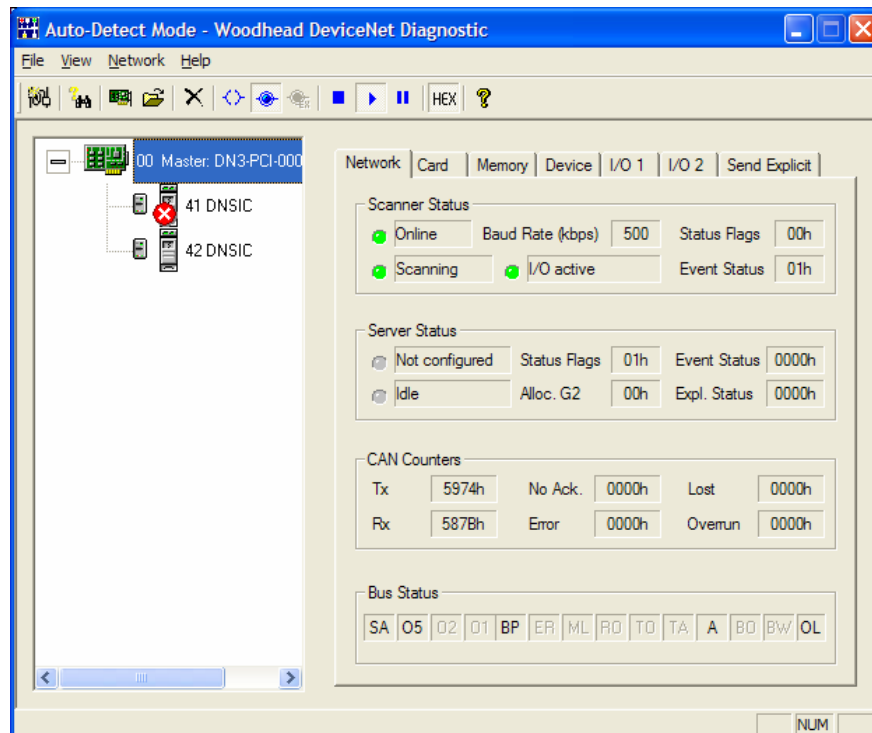 Auto-Detect Mode - Woodhead DeviceNet Diagnostic
File View Network Help
HEX
00 Master: DN3-PCI-000
41 DNSIC
42 DNSIC
Network Card Memory Device I/O 1 I/O 2 Send Explicit
Scanner Status
Online Baud Rate (kbps) 500 Status Flags 00h
Scanning I/O active Event Status 01h
Server Status
Not configured Status Flags 01h Event Status 0000h
Idle Alloc. G2 00h Expl. Status 0000h
CAN Counters
Tx 5974h No Ack. 0000h Lost 0000h
Rx 587Bh Error 0000h Overrun 0000h
Bus Status
SA O5 O2 O1 BP ER ML RO TO TA A BO BW OL
NUM